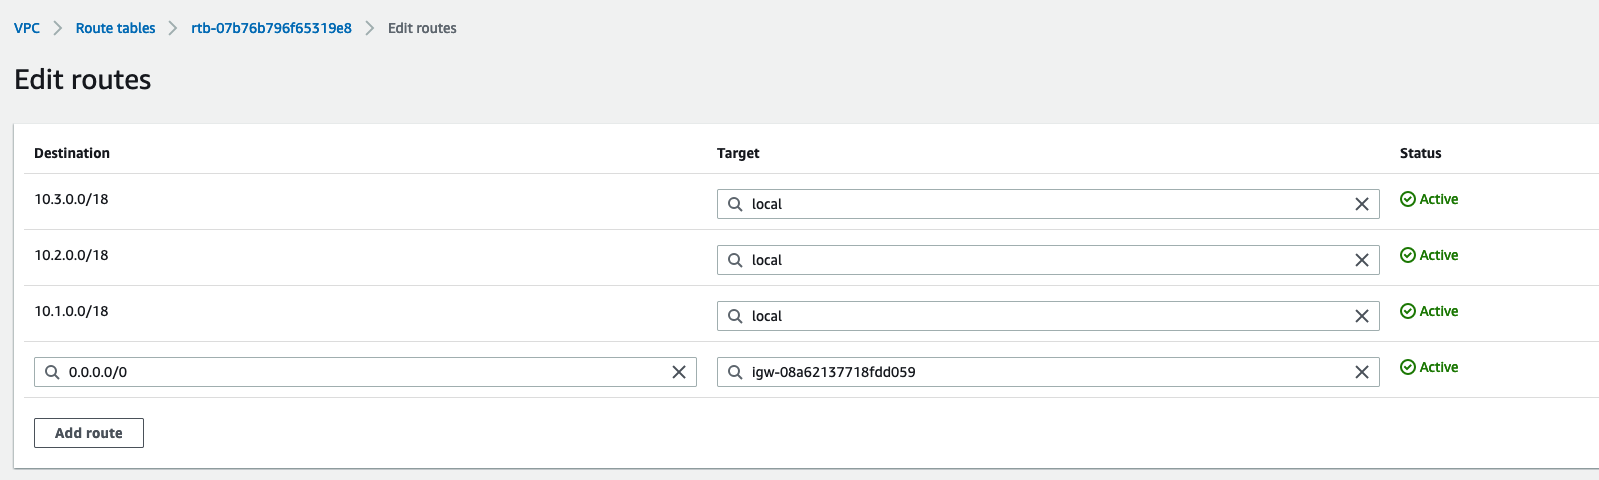 VPC > Route tables > rtb-07b76b796f65319e8 > Edit routes
Edit routes
Destination Target Status
10.3.0.0/18 local Active
10.2.0.0/18 local Active
10.1.0.0/18 local Active
0.0.0.0/0 igw-08a62137718fdd059 Active
Add route